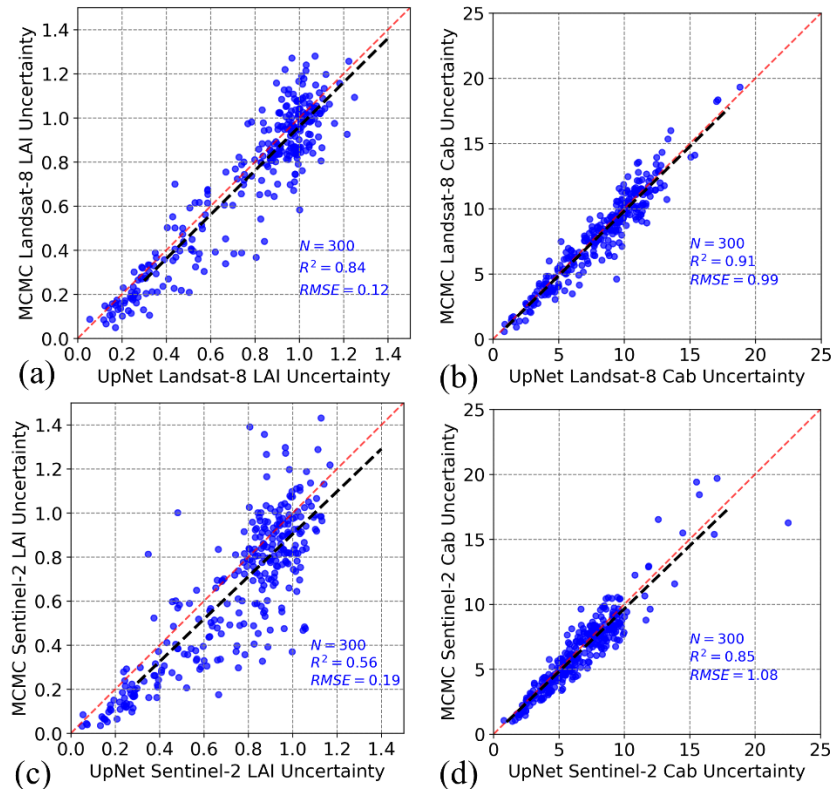 1.4
1.2
1.0
0.8
0.6
0.4
0.2
0.0
MCMC Landsat-8 LAI Uncertainty
N = 300
R² = 0.84
RMSE = 0.12
0.0 0.2 0.4 0.6 0.8 1.0 1.2 1.4
(a) UpNet Landsat-8 LAI Uncertainty
25
20
15
10
5
0
MCMC Landsat-8 Cab Uncertainty
N = 300
R² = 0.91
RMSE = 0.99
0 5 10 15 20 25
(b) UpNet Landsat-8 Cab Uncertainty
1.4
1.2
1.0
0.8
0.6
0.4
0.2
0.0
MCMC Sentinel-2 LAI Uncertainty
N = 300
R² = 0.56
RMSE = 0.19
0.0 0.2 0.4 0.6 0.8 1.0 1.2 1.4
(c) UpNet Sentinel-2 LAI Uncertainty
25
20
15
10
5
0
MCMC Sentinel-2 Cab Uncertainty
N = 300
R² = 0.85
RMSE = 1.08
0 5 10 15 20 25
(d) UpNet Sentinel-2 Cab Uncertainty